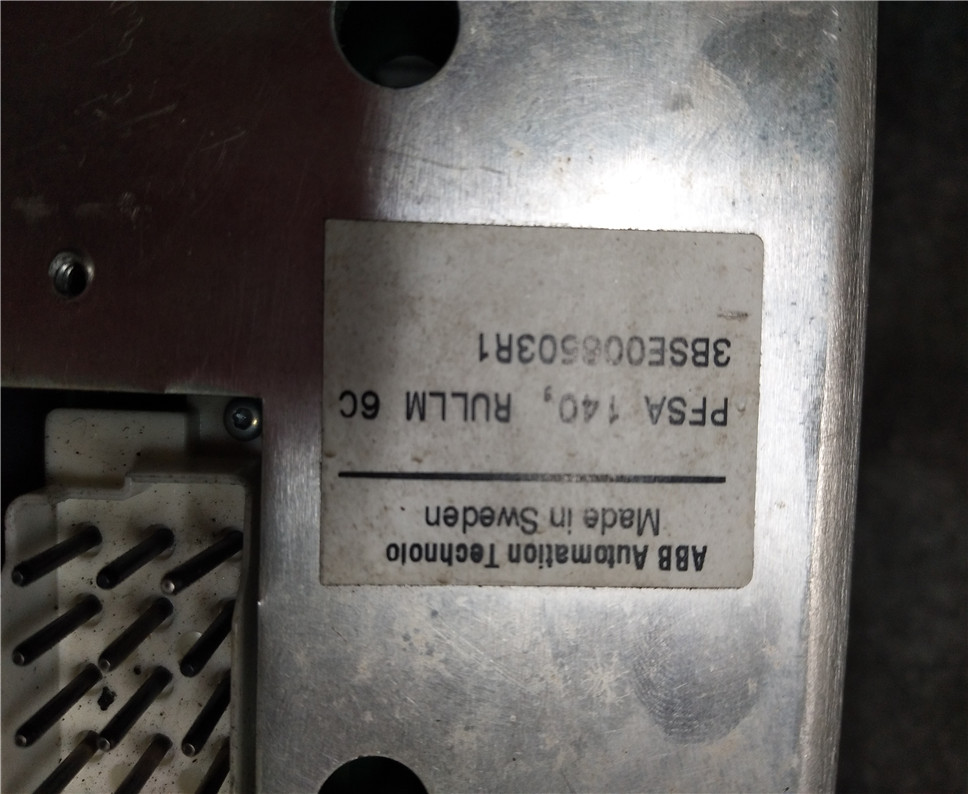 ABB Automation Technolo
Made in Sweden
PFSA 140, RULLM 6C
3BSE008503R1